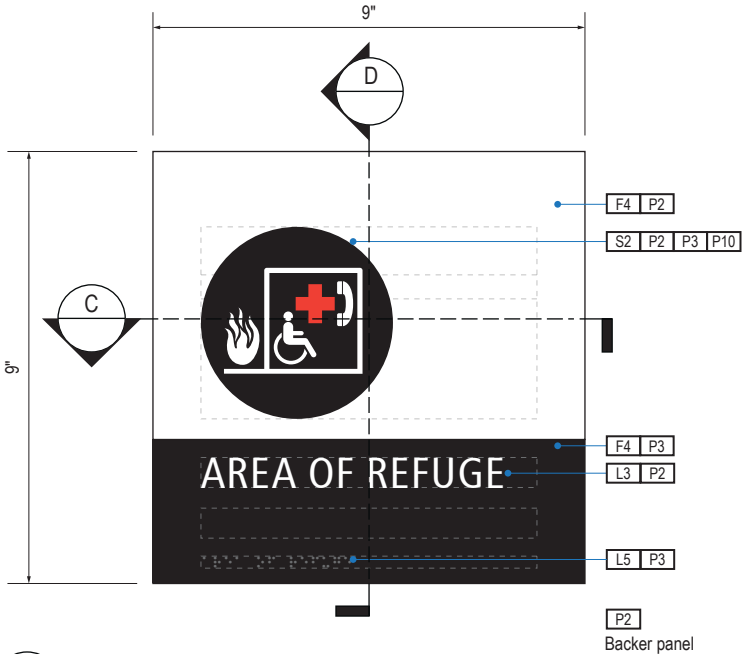 9"
D
F4 P2
S2 P2 P3 P10
C
9"
F4 P3
AREA OF REFUGE
L3 P2
L5 P3
P2
Backer panel